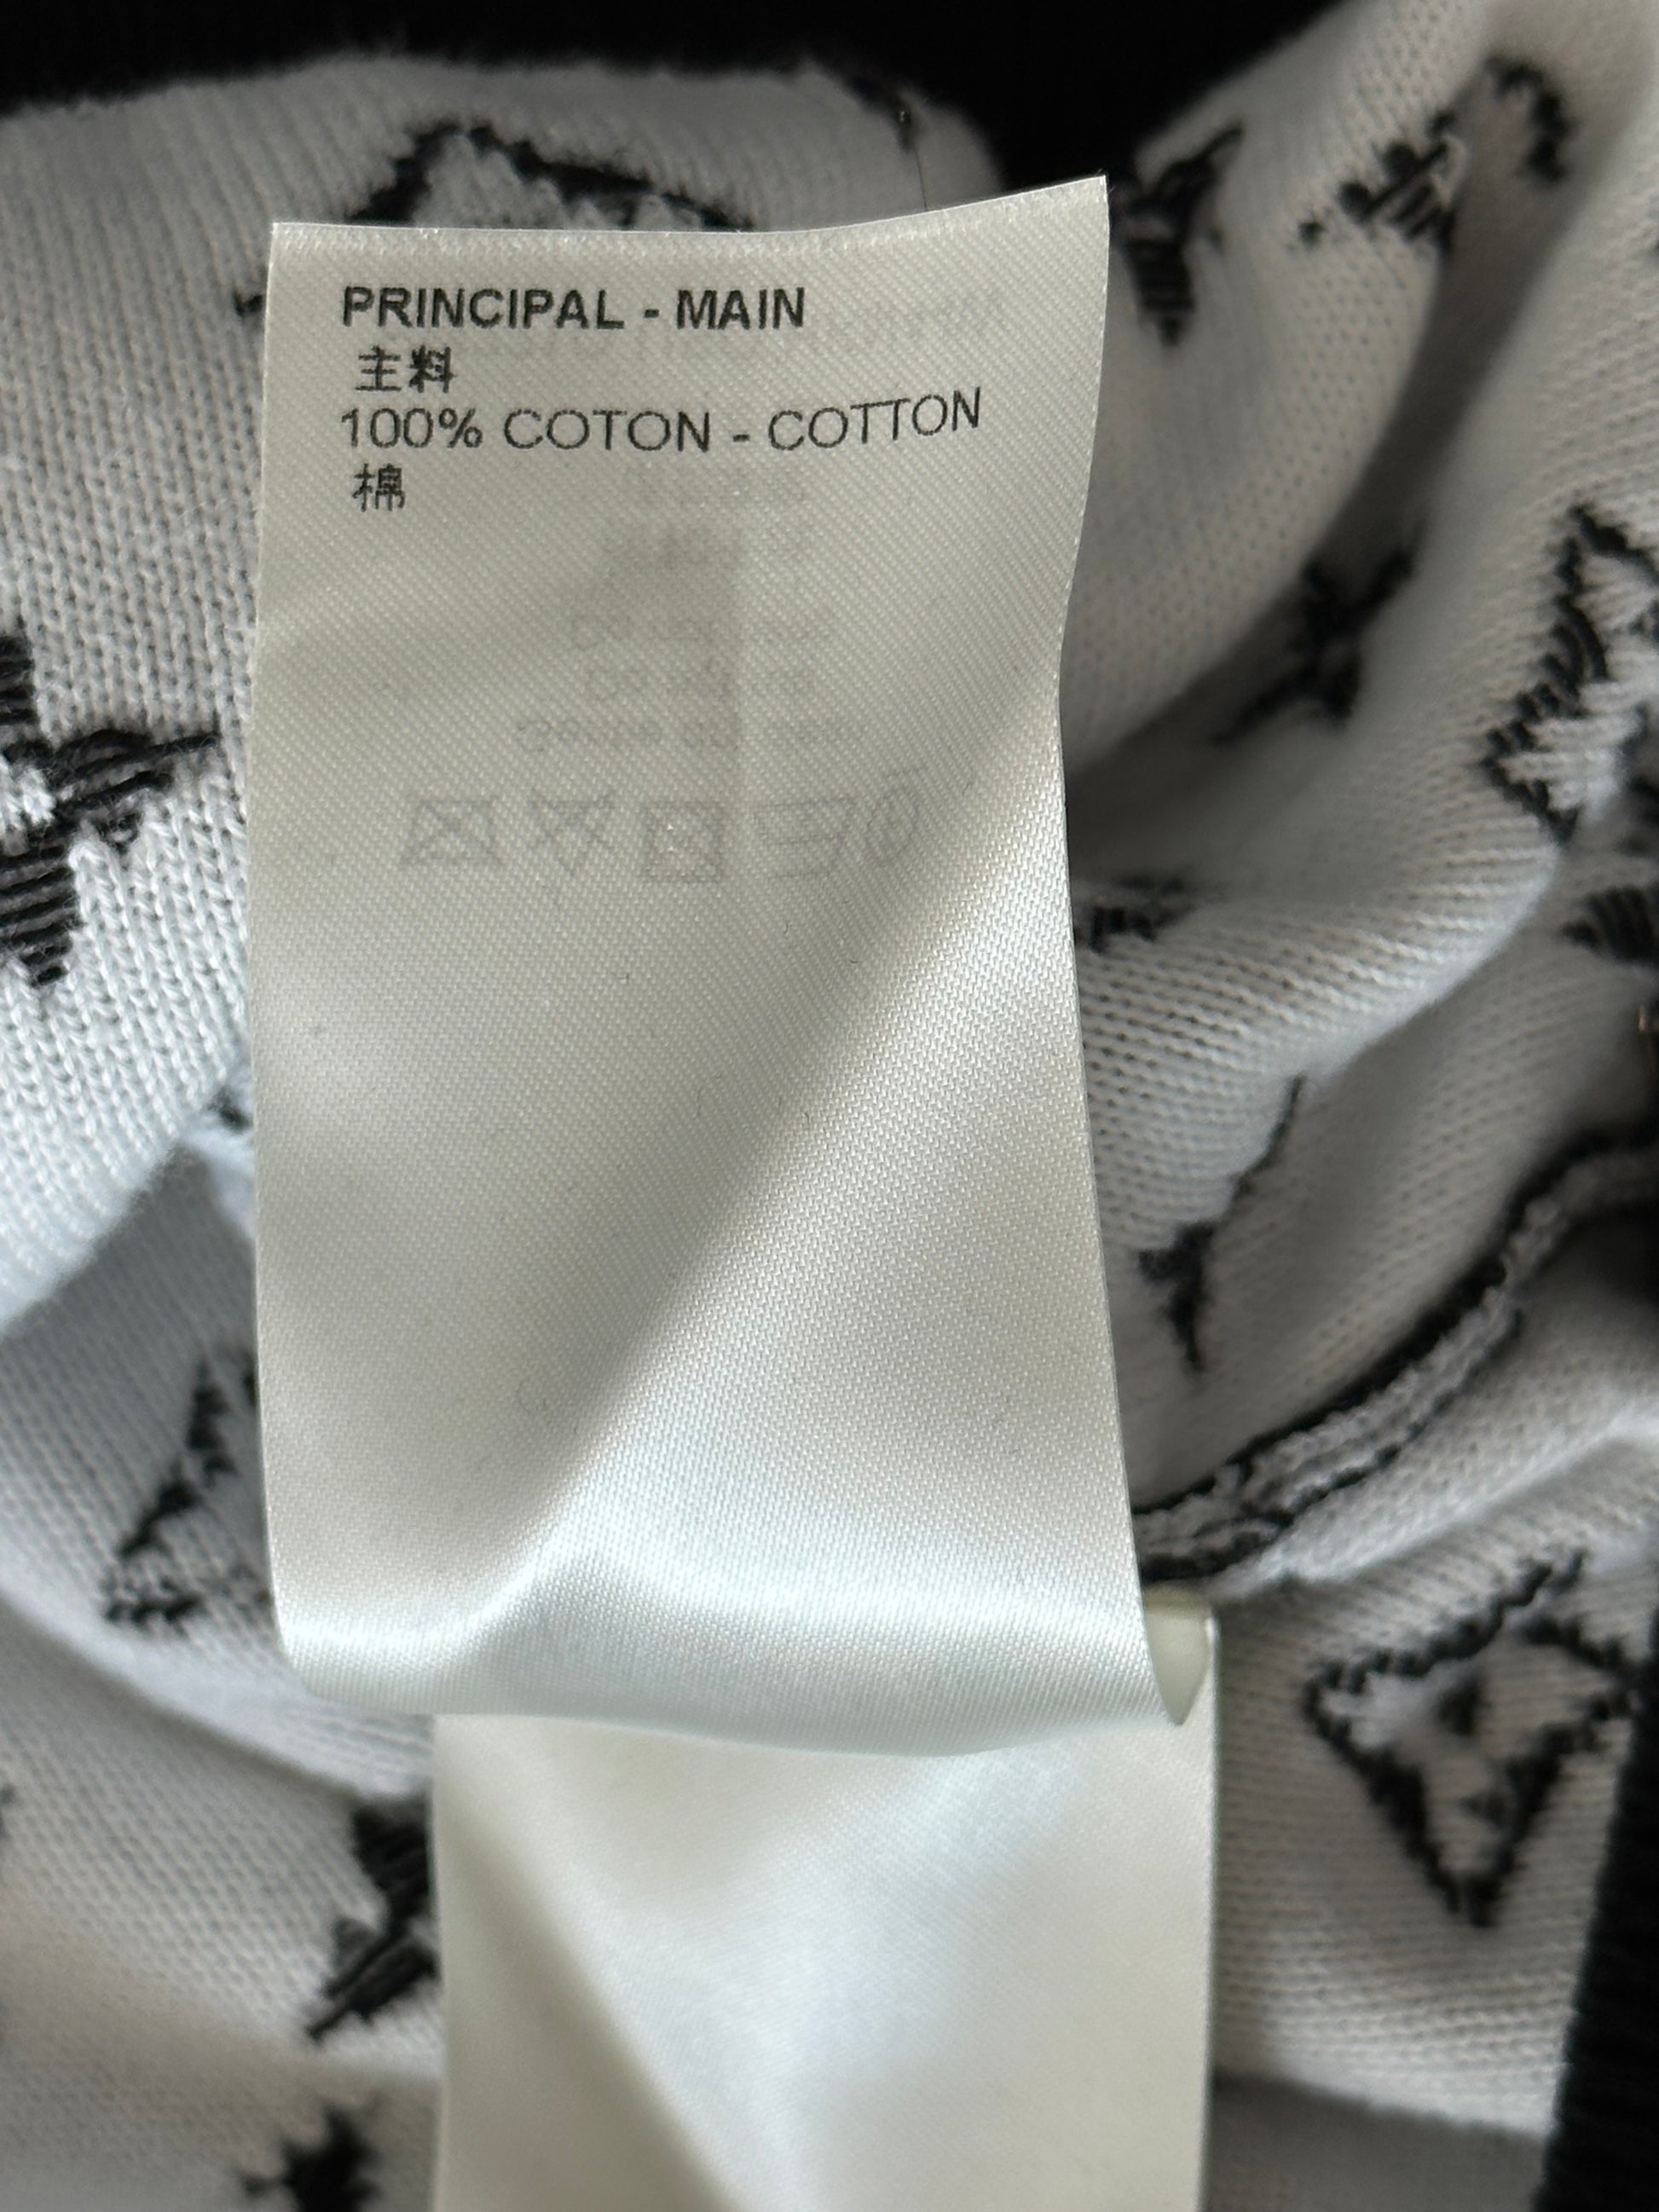 PRINCIPAL - MAIN
主料
100% COTON - COTTON
棉